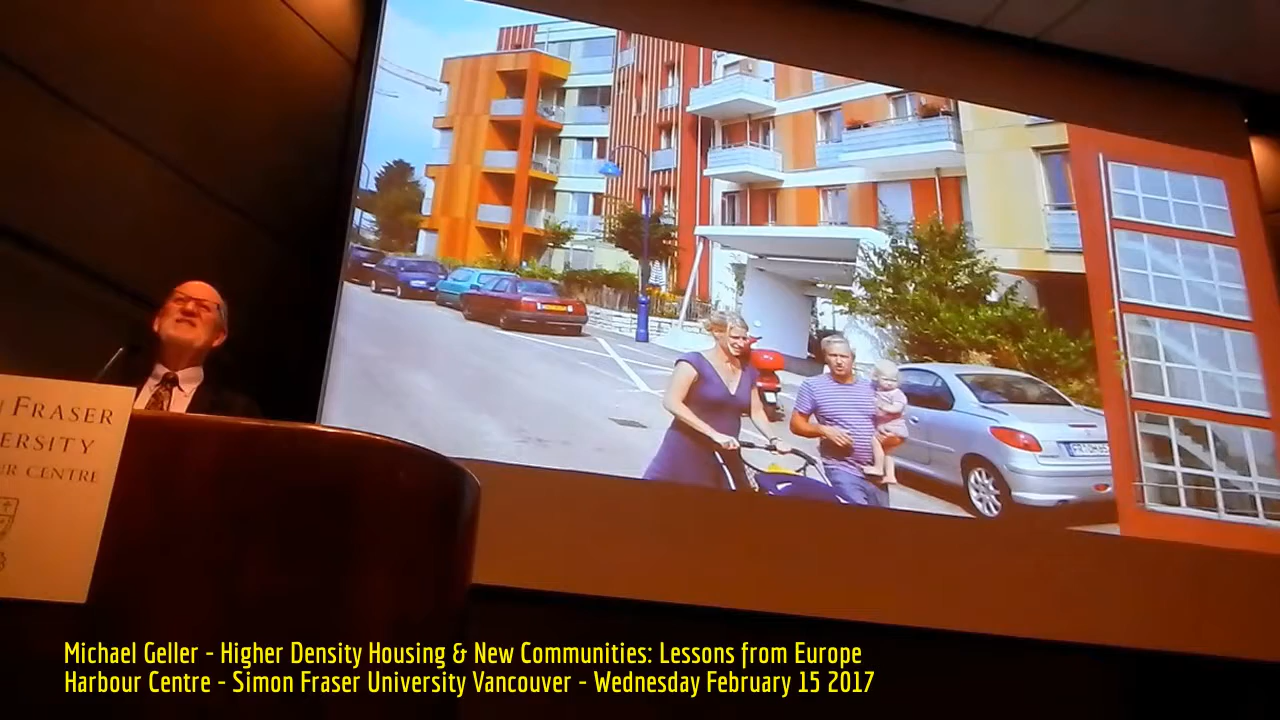 FRASER
ERSITY
UR CENTRE
Michael Geller - Higher Density Housing & New Communities: Lessons from Europe
Harbour Centre - Simon Fraser University Vancouver - Wednesday February 15 2017